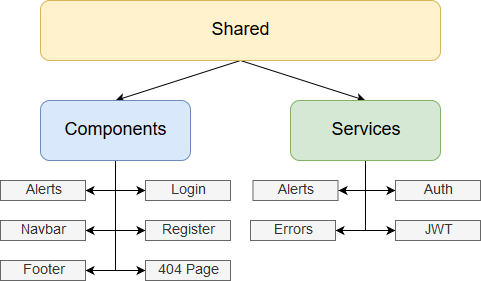 Shared
Components
Services
Alerts
Login
Alerts
Auth
Navbar
Register
Errors
JWT
Footer
404 Page